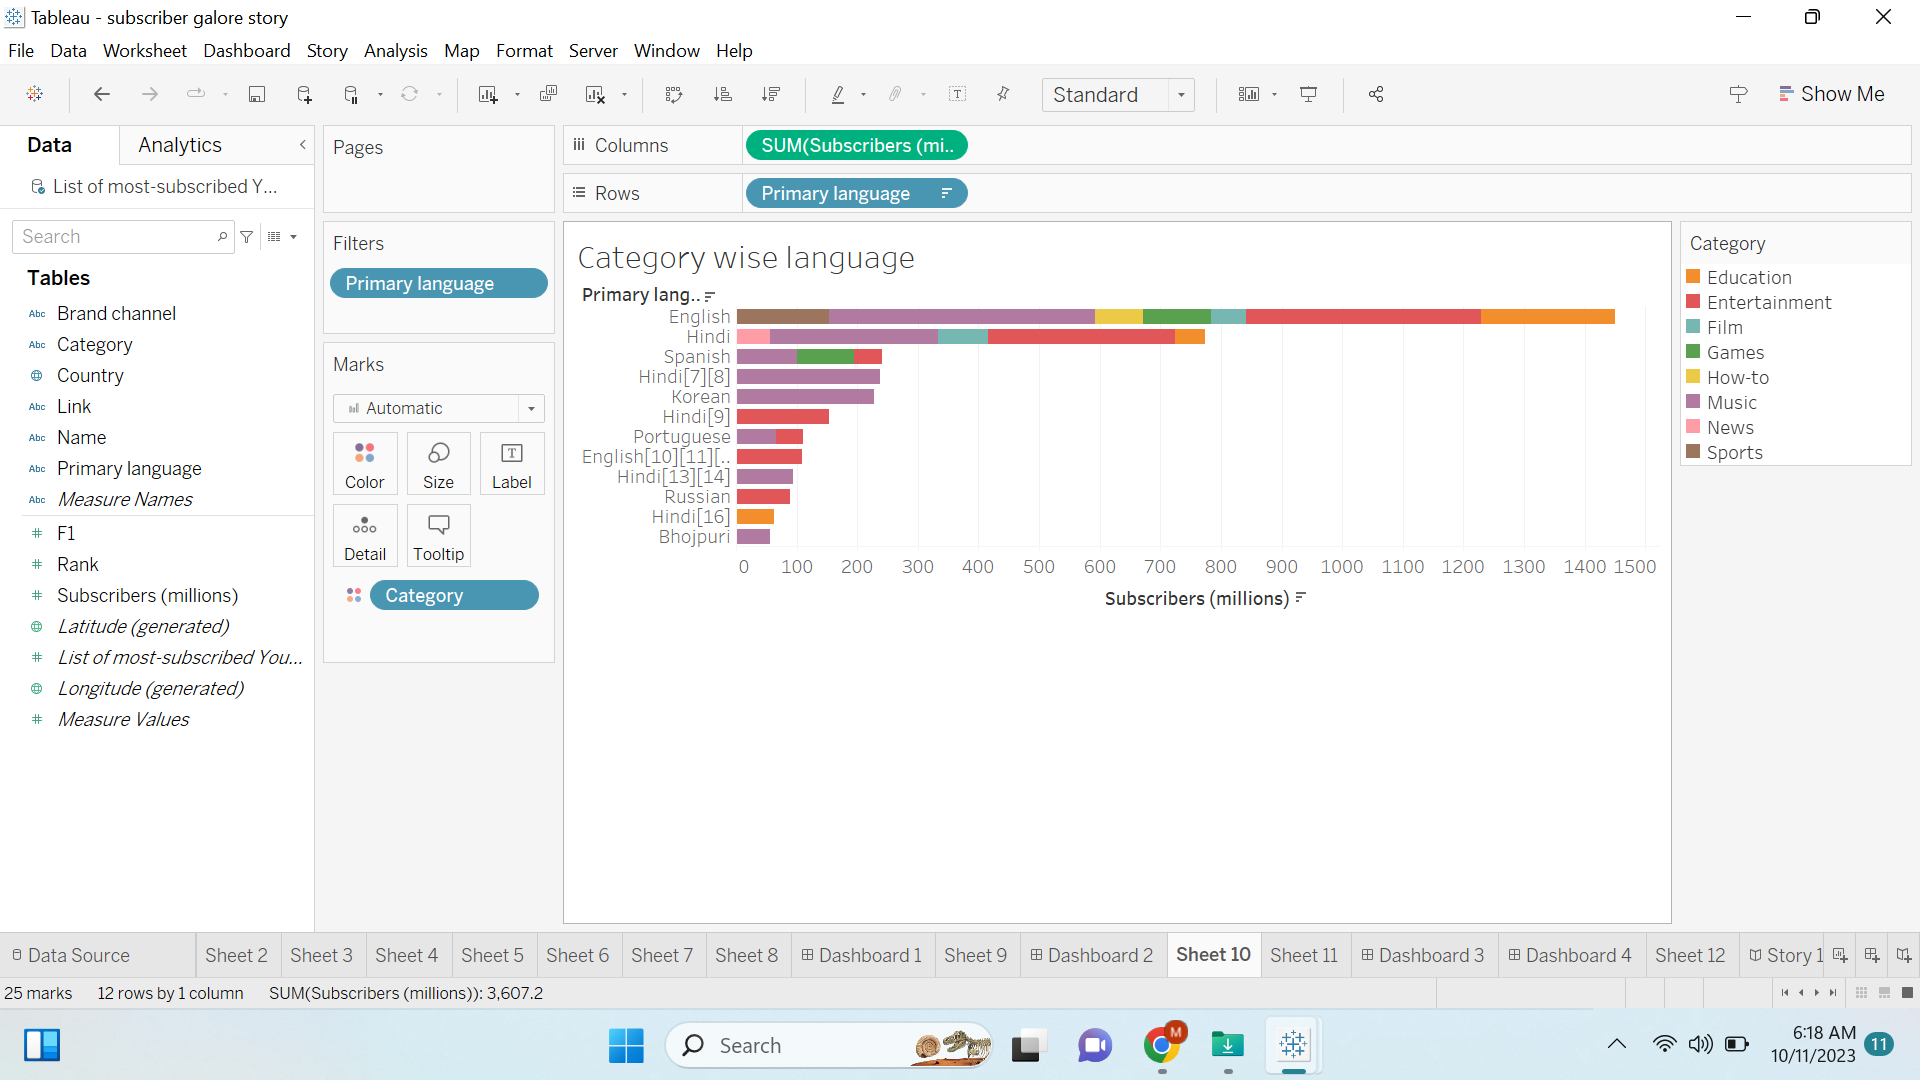 Tableau - subscriber galore story
File Data Worksheet Dashboard Story Analysis Map Format Server Window Help
Standard
Show Me
Data
Analytics
List of most-subscribed Y...
Search
Tables
Abc Brand channel
Abc Category
Country
Abc Link
Abc Name
Abc Primary language
Abc Measure Names
# F1
# Rank
# Subscribers (millions)
Latitude (generated)
# List of most-subscribed You...
Longitude (generated)
# Measure Values
Pages
Filters
Primary language
Marks
Automatic
Color
Size
Label
Detail
Tooltip
Category
Columns
SUM(Subscribers (mi..
Rows
Primary language
Category wise language
Primary lang..
English
Hindi
Spanish
Hindi[7][8]
Korean
Hindi[9]
Portuguese
English[10][11][..
Hindi[13][14]
Russian
Hindi[16]
Bhojpuri
0 100 200 300 400 500 600 700 800 900 1000 1100 1200 1300 1400 1500
Subscribers (millions)
Category
Education
Entertainment
Film
Games
How-to
Music
News
Sports
Data Source
Sheet 2
Sheet 3
Sheet 4
Sheet 5
Sheet 6
Sheet 7
Sheet 8
Dashboard 1
Sheet 9
Dashboard 2
Sheet 10
Sheet 11
Dashboard 3
Dashboard 4
Sheet 12
Story 1
25 marks
12 rows by 1 column
SUM(Subscribers (millions)): 3,607.2
Search
M
6:18 AM
10/11/2023
11